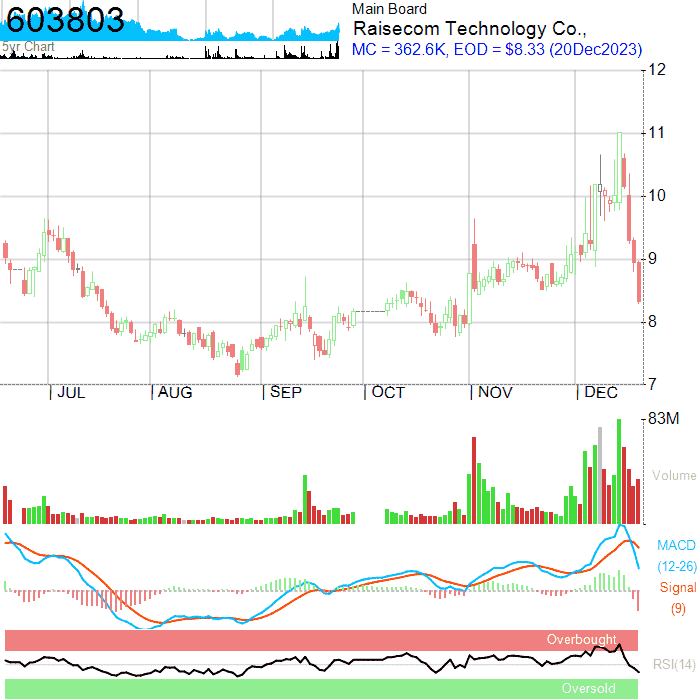 603803
5yr Chart
Main Board
Raisecom Technology Co.,
MC = 362.6K, EOD = $8.33 (20Dec2023)
12
11
10
9
8
7
JUL AUG SEP OCT NOV DEC
83M
Volume
MACD
(12-26)
Signal
(9)
Overbought
RSI(14)
Oversold